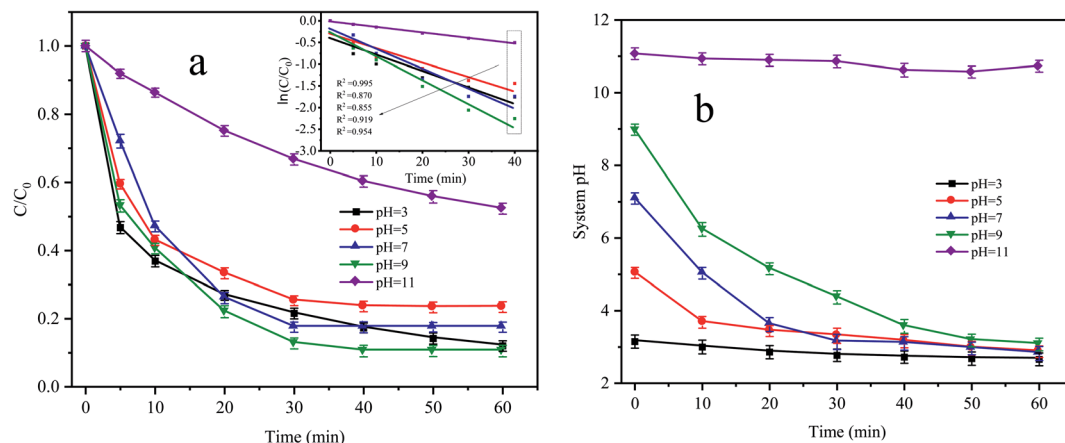 a
C/C0
1.0
0.8
0.6
0.4
0.2
0.0
0 10 20 30 40 50 60
Time (min)
pH=3
pH=5
pH=7
pH=9
pH=11
ln(C/C0)
0.0
-0.5
-1.0
-1.5
-2.0
-2.5
-3.0
R²=0.995
R²=0.870
R²=0.855
R²=0.919
R²=0.954
0 10 20 30 40
Time (min)
b
System pH
12
10
8
6
4
2
pH=3
pH=5
pH=7
pH=9
pH=11
0 10 20 30 40 50 60
Time (min)